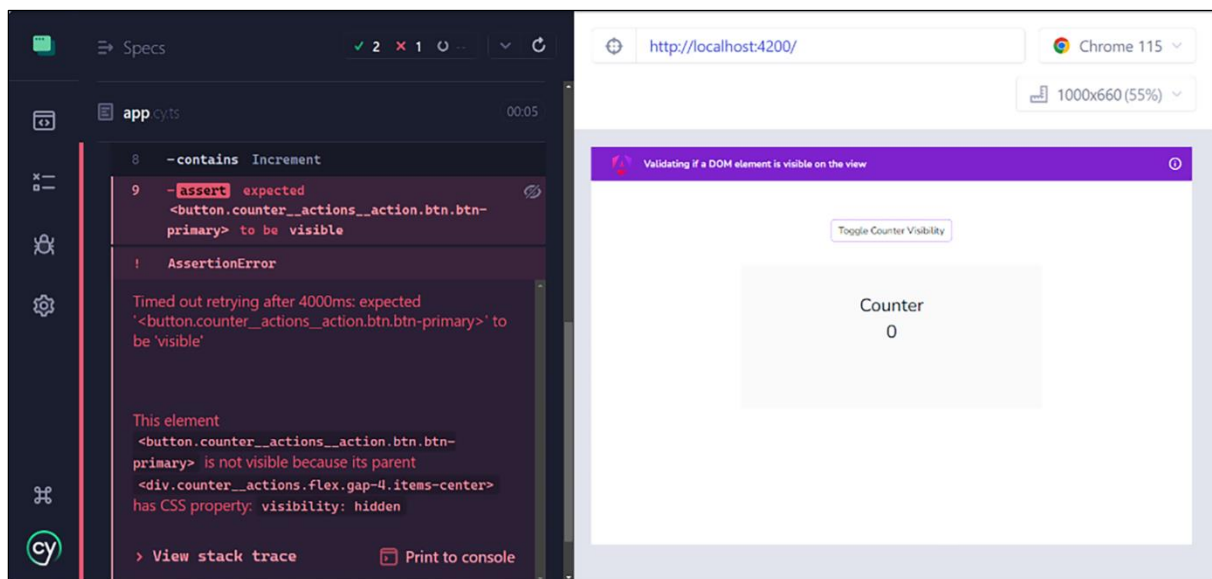 Specs
2 1 --
app.cy.ts 00:05
8 -contains Increment
9 -assert expected
<button.counter__actions__action.btn.btn-
primary> to be visible
! AssertionError
Timed out retrying after 4000ms: expected
'<button.counter__actions__action.btn.btn-primary>' to
be 'visible'
This element
<button.counter__actions__action.btn.btn-
primary> is not visible because its parent
<div.counter__actions.flex.gap-4.items-center>
has CSS property: visibility: hidden
> View stack trace Print to console
cy
http://localhost:4200/
Chrome 115
1000x660 (55%)
Validating if a DOM element is visible on the view
Toggle Counter Visibility
Counter
0